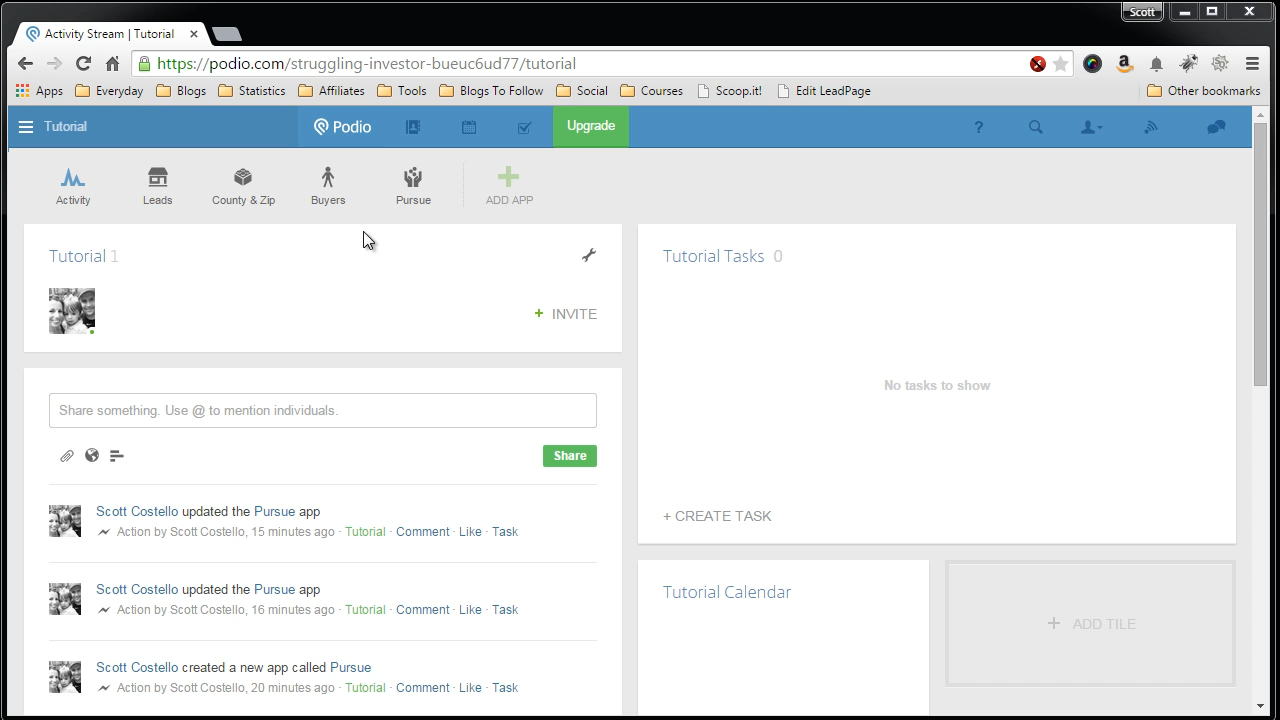 Scott
Activity Stream | Tutorial
https://podio.com/struggling-investor-bueuc6ud77/tutorial
Apps Everyday Blogs Statistics Affiliates Tools Blogs To Follow Social Courses Scoop.it! Edit LeadPage Other bookmarks
Tutorial Podio Upgrade ?
Activity Leads County & Zip Buyers Pursue ADD APP
Tutorial 1
+ INVITE
Tutorial Tasks 0
No tasks to show
+ CREATE TASK
Share something. Use @ to mention individuals.
Share
Scott Costello updated the Pursue app
Action by Scott Costello, 15 minutes ago · Tutorial · Comment · Like · Task
Scott Costello updated the Pursue app
Action by Scott Costello, 16 minutes ago · Tutorial · Comment · Like · Task
Scott Costello created a new app called Pursue
Action by Scott Costello, 20 minutes ago · Tutorial · Comment · Like · Task
Tutorial Calendar
+ ADD TILE